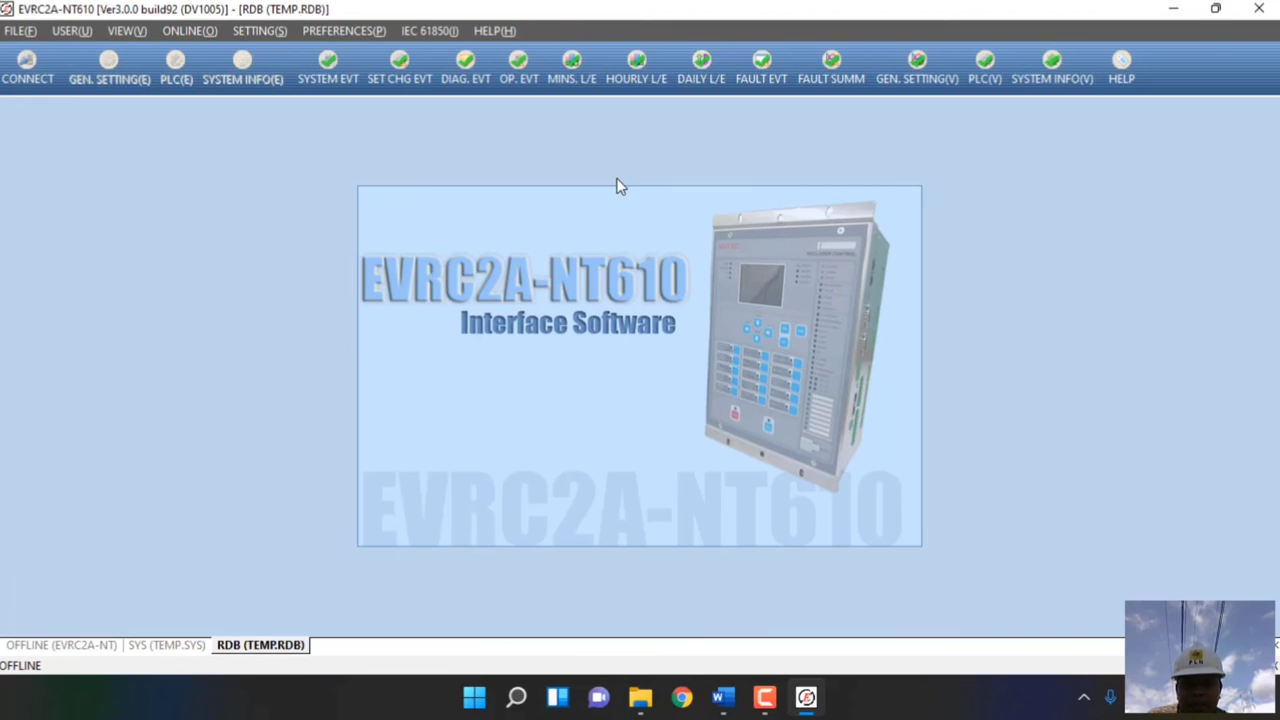 EVRC2A-NT610 [Ver3.0.0 build92 (DV1005)] - [RDB (TEMP.RDB)]
FILE(F) USER(U) VIEW(V) ONLINE(O) SETTING(S) PREFERENCES(P) IEC 61850(I) HELP(H)
CONNECT GEN. SETTING(E) PLC(E) SYSTEM INFO(E) SYSTEM EVT SET CHG EVT DIAG. EVT OP. EVT MINS. L/E HOURLY L/E DAILY L/E FAULT EVT FAULT SUMM GEN. SETTING(V) PLC(V) SYSTEM INFO(V) HELP
EVRC2A-NT610
Interface Software
EVRC2A-NT610
OFFLINE (EVRC2A-NT) SYS (TEMP.SYS) RDB (TEMP.RDB)
OFFLINE
PLN